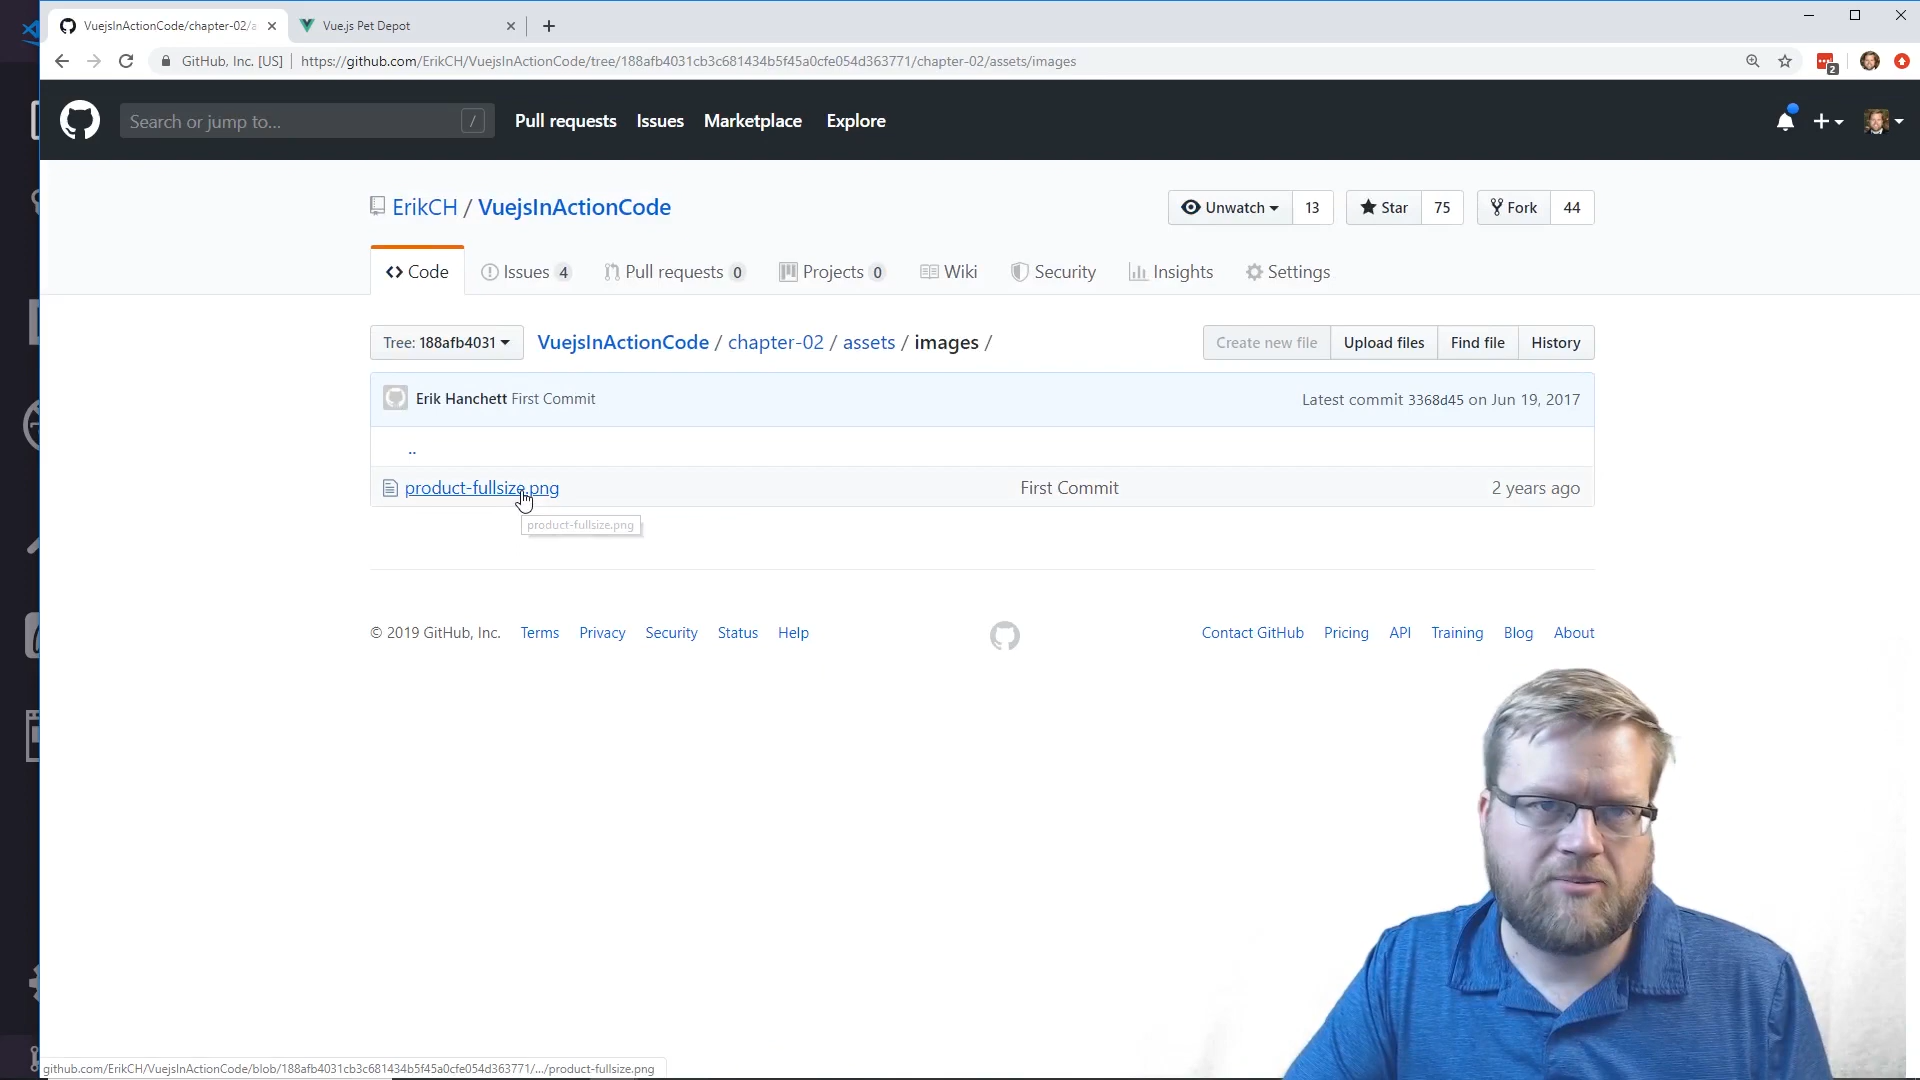 VuejsInActionCode/chapter-02/a
Vue.js Pet Depot
GitHub, Inc. [US] | https://github.com/ErikCH/VuejsInActionCode/tree/188afb4031cb3c681434b5f45a0cfe054d363771/chapter-02/assets/images
2
Search or jump to... /
Pull requests Issues Marketplace Explore
ErikCH / VuejsInActionCode
Unwatch 13 Star 75 Fork 44
Code Issues 4 Pull requests 0 Projects 0 Wiki Security Insights Settings
Tree: 188afb4031 VuejsInActionCode / chapter-02 / assets / images /
Create new file Upload files Find file History
Erik Hanchett First Commit Latest commit 3368d45 on Jun 19, 2017
..
product-fullsize.png First Commit 2 years ago
product-fullsize.png
© 2019 GitHub, Inc. Terms Privacy Security Status Help Contact GitHub Pricing API Training Blog About
github.com/ErikCH/VuejsInActionCode/blob/188afb4031cb3c681434b5f45a0cfe054d363771/.../product-fullsize.png